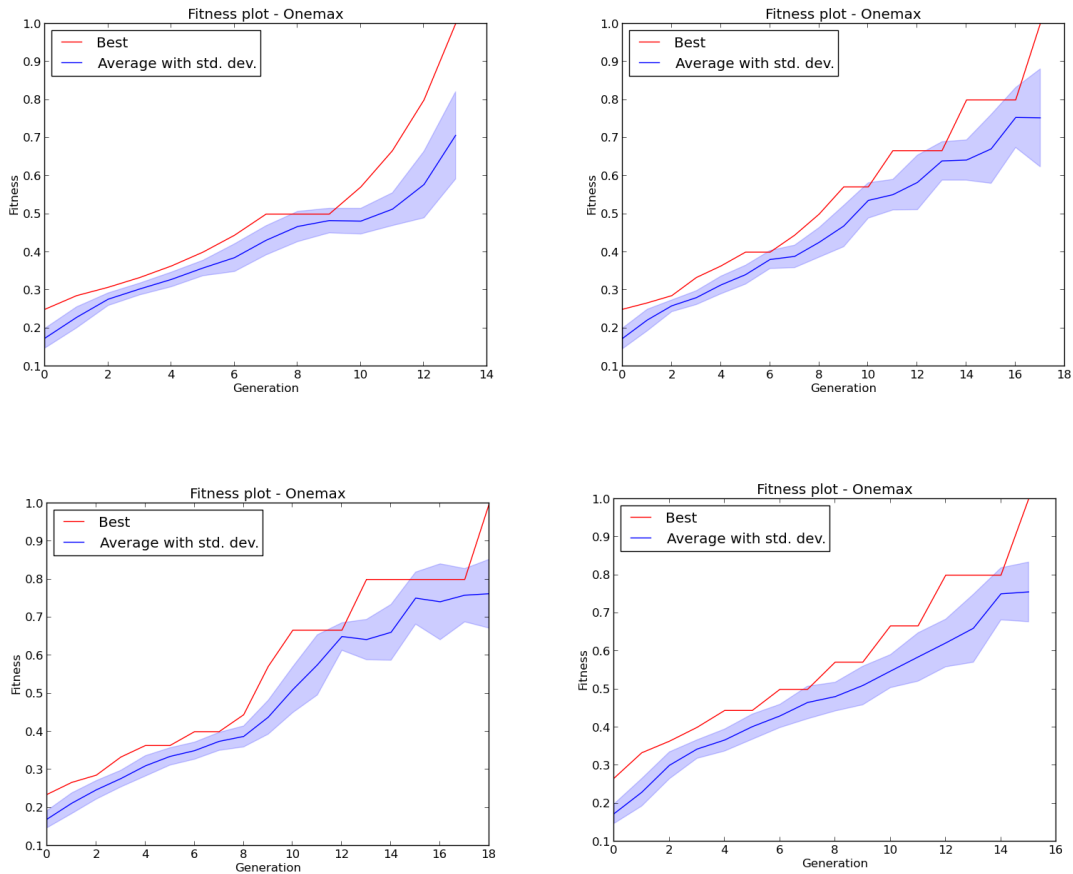 Fitness plot - Onemax
Best
Average with std. dev.
Fitness
1.0
0.9
0.8
0.7
0.6
0.5
0.4
0.3
0.2
0.1
0 2 4 6 8 10 12 14
Generation
Fitness plot - Onemax
Best
Average with std. dev.
Fitness
1.0
0.9
0.8
0.7
0.6
0.5
0.4
0.3
0.2
0.1
0 2 4 6 8 10 12 14 16 18
Generation
Fitness plot - Onemax
Best
Average with std. dev.
Fitness
1.0
0.9
0.8
0.7
0.6
0.5
0.4
0.3
0.2
0.1
0 2 4 6 8 10 12 14 16 18
Generation
Fitness plot - Onemax
Best
Average with std. dev.
Fitness
1.0
0.9
0.8
0.7
0.6
0.5
0.4
0.3
0.2
0.1
0 2 4 6 8 10 12 14 16
Generation